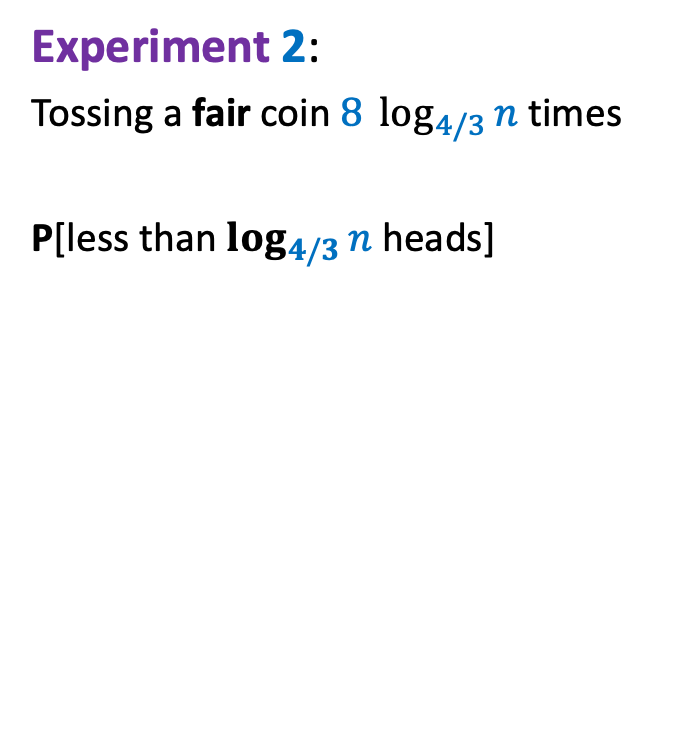 Experiment 2:
Tossing a fair coin 8 log₄/₃ n times
P[less than log₄/₃ n heads]